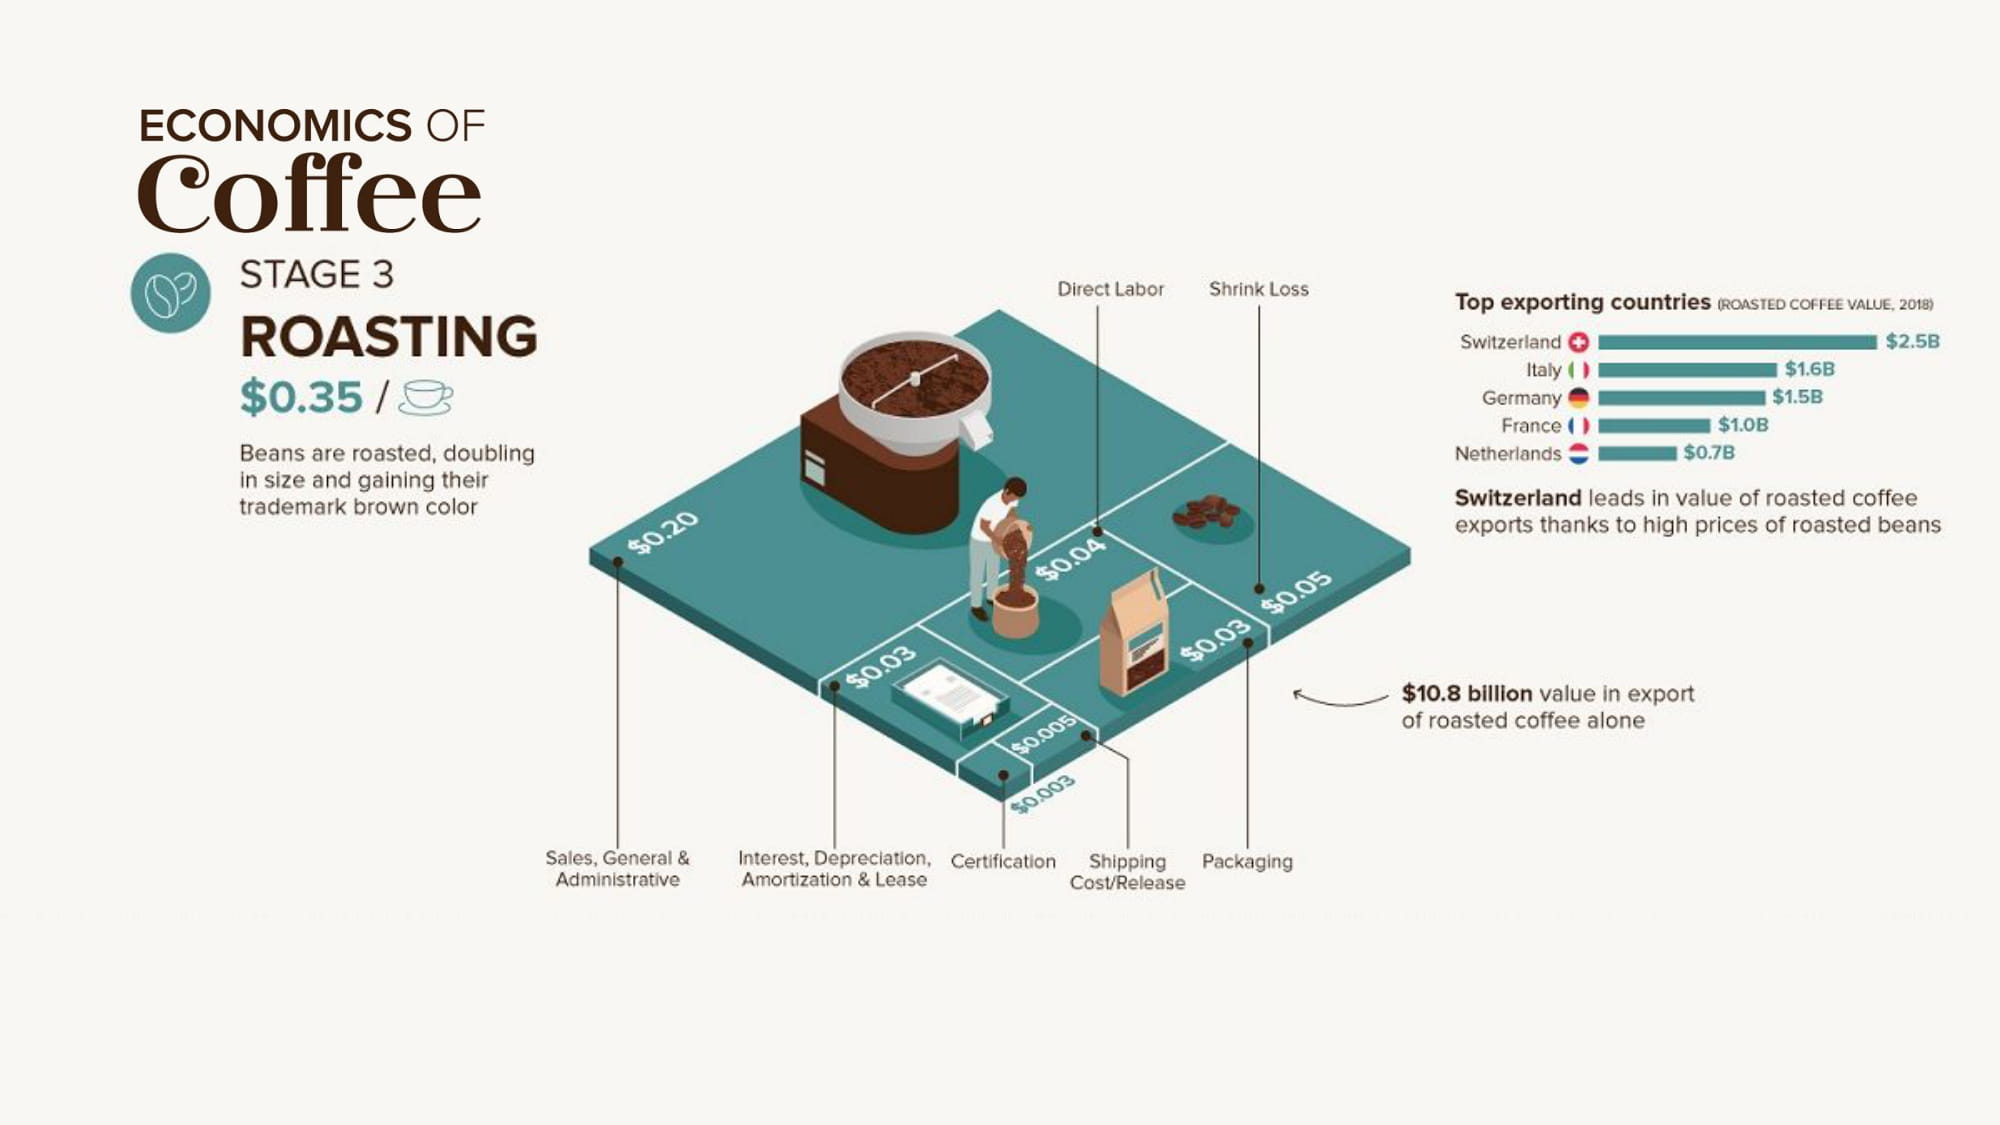 ECONOMICS OF
Coffee
STAGE 3
ROASTING
$0.35 /
Beans are roasted, doubling
in size and gaining their
trademark brown color
Direct Labor
Shrink Loss
$0.20
$0.04
$0.05
$0.03
$0.03
$0.005
$0.003
Sales, General &
Administrative
Interest, Depreciation,
Amortization & Lease
Certification
Shipping
Cost/Release
Packaging
Top exporting countries (ROASTED COFFEE VALUE, 2018)
Switzerland $2.5B
Italy $1.6B
Germany $1.5B
France $1.0B
Netherlands $0.7B
Switzerland leads in value of roasted coffee
exports thanks to high prices of roasted beans
$10.8 billion value in export
of roasted coffee alone